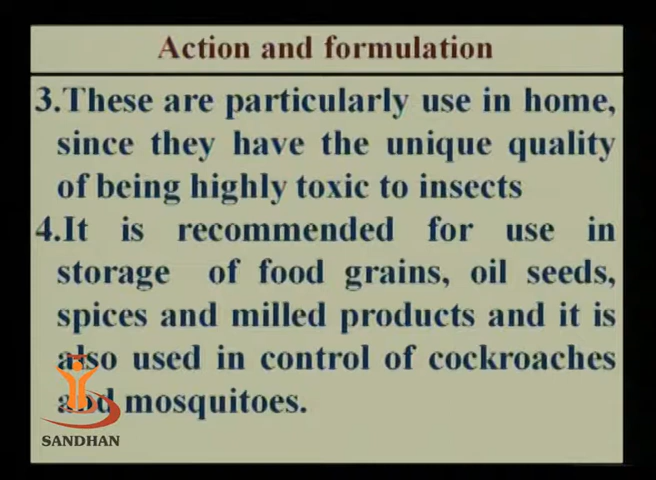 Action and formulation
3.These are particularly use in home,
since they have the unique quality
of being highly toxic to insects
4.It is recommended for use in
storage of food grains, oil seeds,
spices and milled products and it is
also used in control of cockroaches
and mosquitoes.
SANDHAN